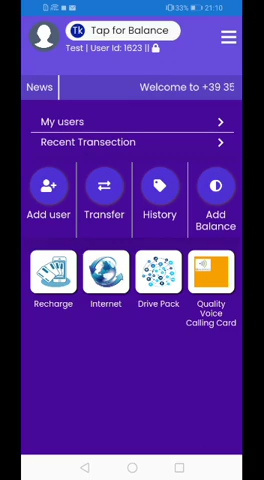 33% 21:10
Tk Tap for Balance
Test | User Id: 1623 ||
News Welcome to +39 35
My users
Recent Transection
Add user Transfer History Add Balance
Recharge Internet Drive Pack Quality Voice Calling Card